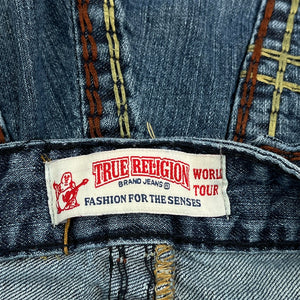 TRUE RELIGION
BRAND JEANS ®
WORLD
TOUR
FASHION FOR THE SENSES